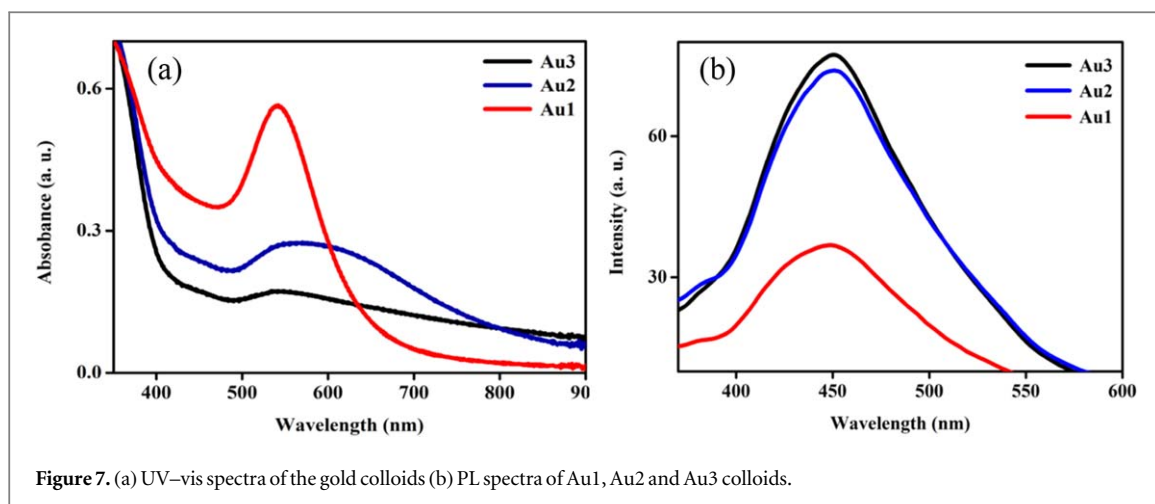 (a)
Au3
Au2
Au1
0.6
0.3
0.0
Absobance (a. u.)
400 500 600 700 800 90
Wavelength (nm)
(b)
Au3
Au2
Au1
60
30
Intensity (a. u.)
400 450 500 550 600
Wavelength (nm)
Figure 7. (a) UV–vis spectra of the gold colloids (b) PL spectra of Au1, Au2 and Au3 colloids.